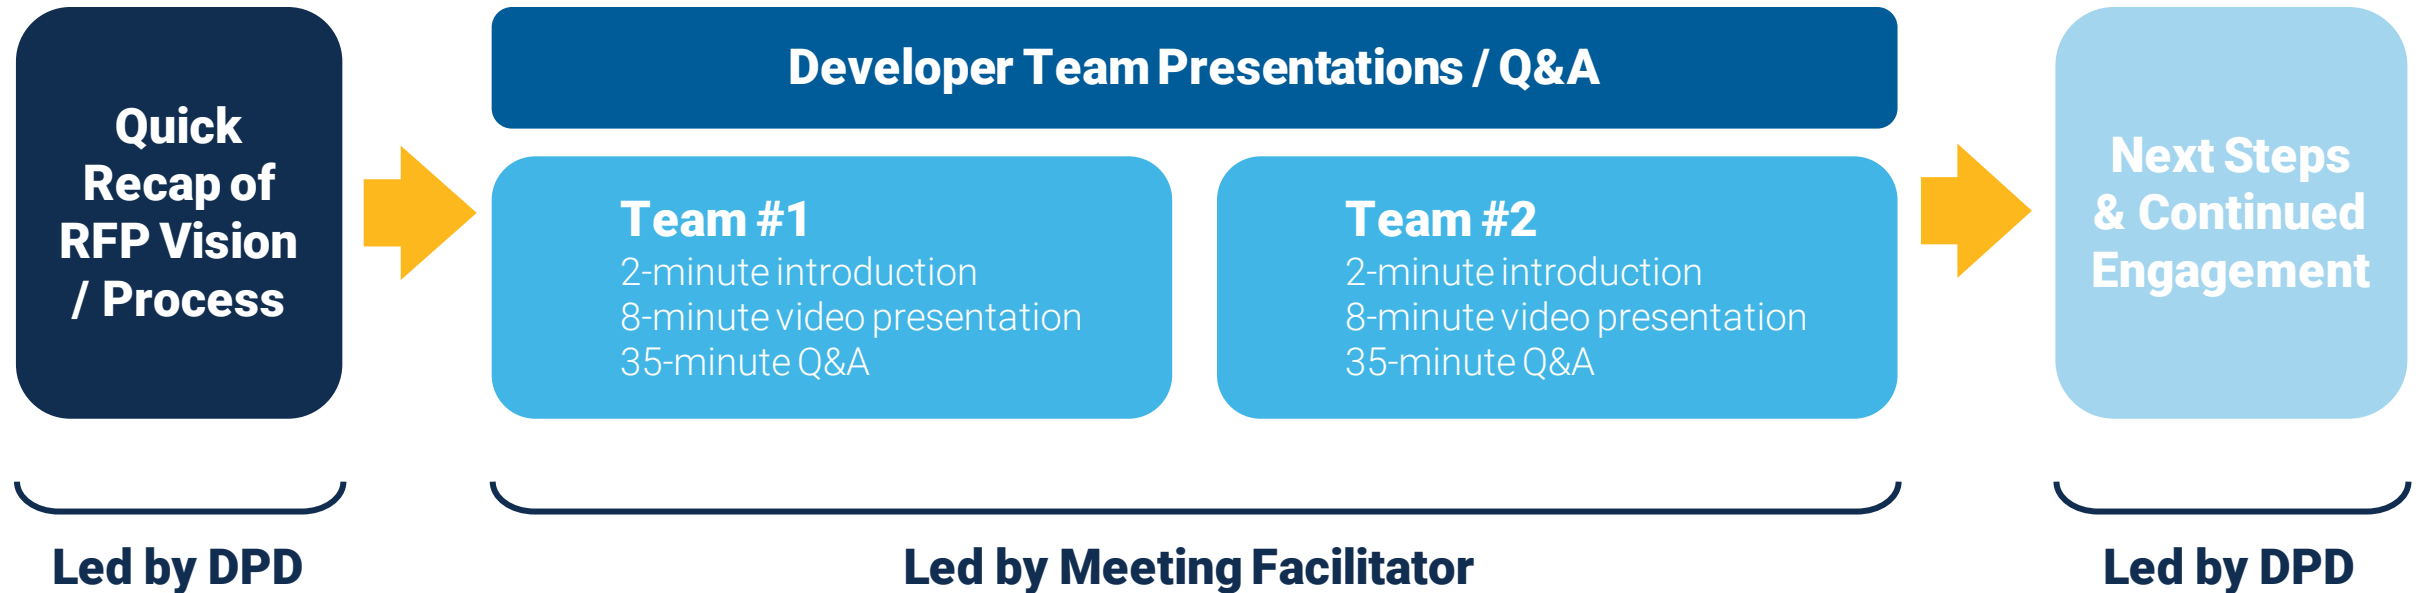 Quick
Recap of
RFP Vision
/ Process
Developer Team Presentations / Q&A
Team #1
2-minute introduction
8-minute video presentation
35-minute Q&A
Team #2
2-minute introduction
8-minute video presentation
35-minute Q&A
Next Steps
& Continued
Engagement
Led by DPD
Led by Meeting Facilitator
Led by DPD